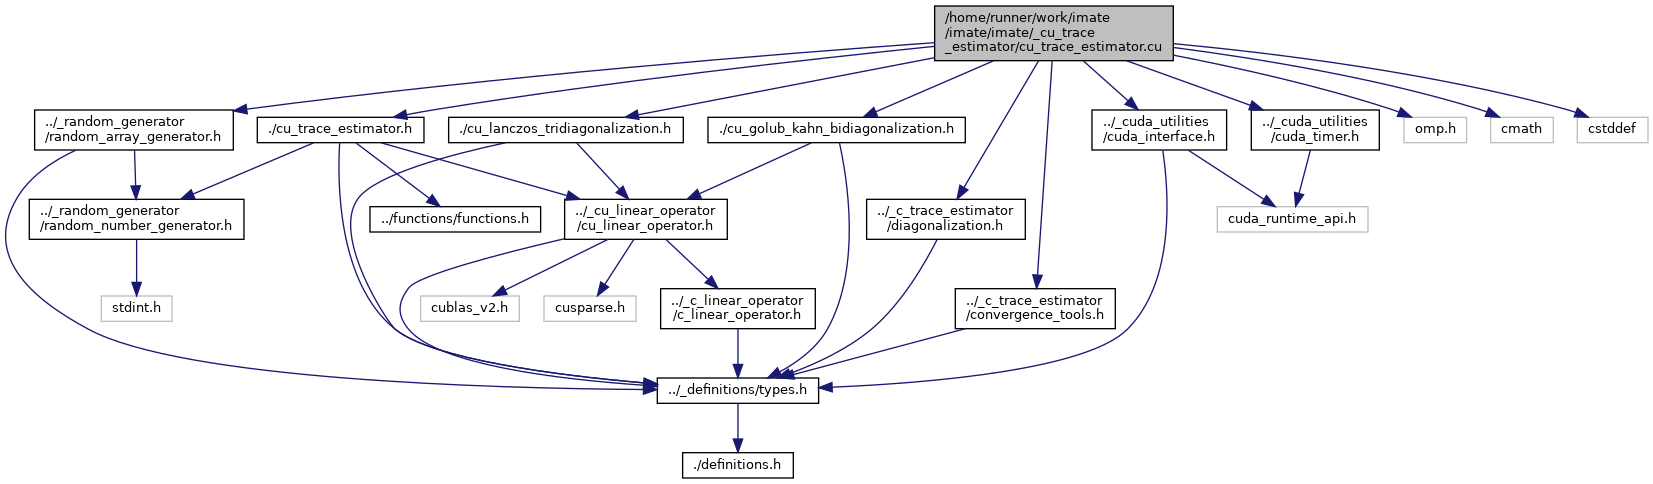 /home/runner/work/imate
/imate/imate/_cu_trace
_estimator/cu_trace_estimator.cu
../_random_generator
/random_array_generator.h
./cu_trace_estimator.h
./cu_lanczos_tridiagonalization.h
./cu_golub_kahn_bidiagonalization.h
../_cuda_utilities
/cuda_interface.h
../_cuda_utilities
/cuda_timer.h
omp.h
cmath
cstddef
../_random_generator
/random_number_generator.h
../functions/functions.h
../_cu_linear_operator
/cu_linear_operator.h
../_c_trace_estimator
/diagonalization.h
cuda_runtime_api.h
stdint.h
cublas_v2.h
cusparse.h
../_c_linear_operator
/c_linear_operator.h
../_c_trace_estimator
/convergence_tools.h
../_definitions/types.h
./definitions.h